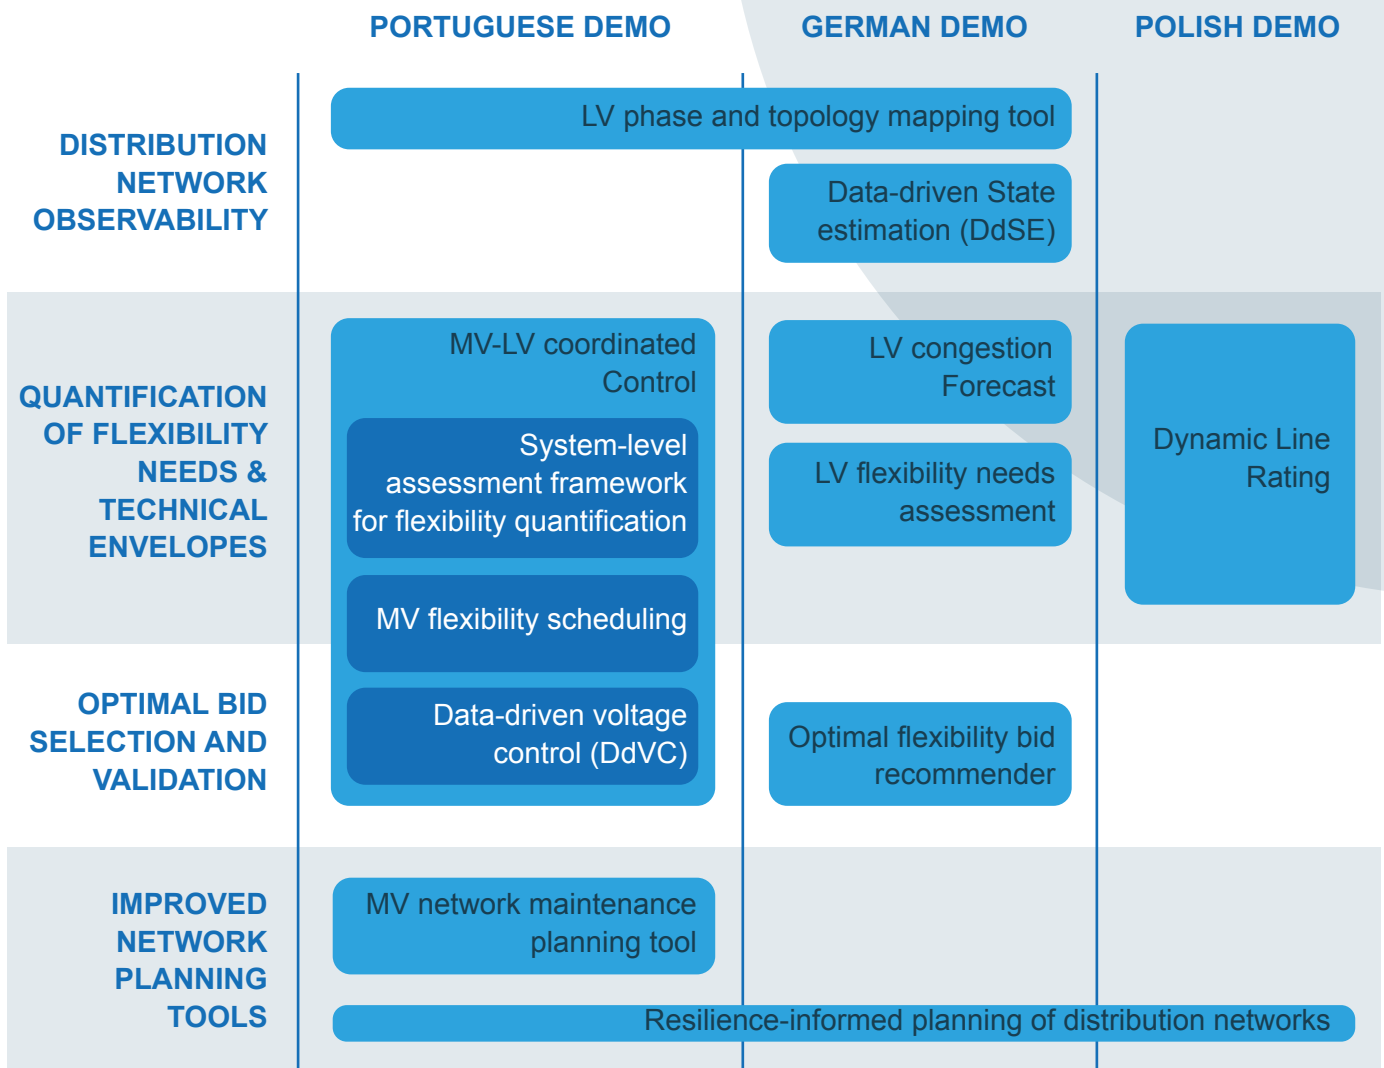 PORTUGUESE DEMO
GERMAN DEMO
POLISH DEMO
DISTRIBUTION
NETWORK
OBSERVABILITY
LV phase and topology mapping tool
Data-driven State
estimation (DdSE)
QUANTIFICATION
OF FLEXIBILITY
NEEDS &
TECHNICAL
ENVELOPES
MV-LV coordinated
Control
System-level
assessment framework
for flexibility quantification
MV flexibility scheduling
Data-driven voltage
control (DdVC)
LV congestion
Forecast
LV flexibility needs
assessment
Dynamic Line
Rating
OPTIMAL BID
SELECTION AND
VALIDATION
Optimal flexibility bid
recommender
IMPROVED
NETWORK
PLANNING
TOOLS
MV network maintenance
planning tool
Resilience-informed planning of distribution networks